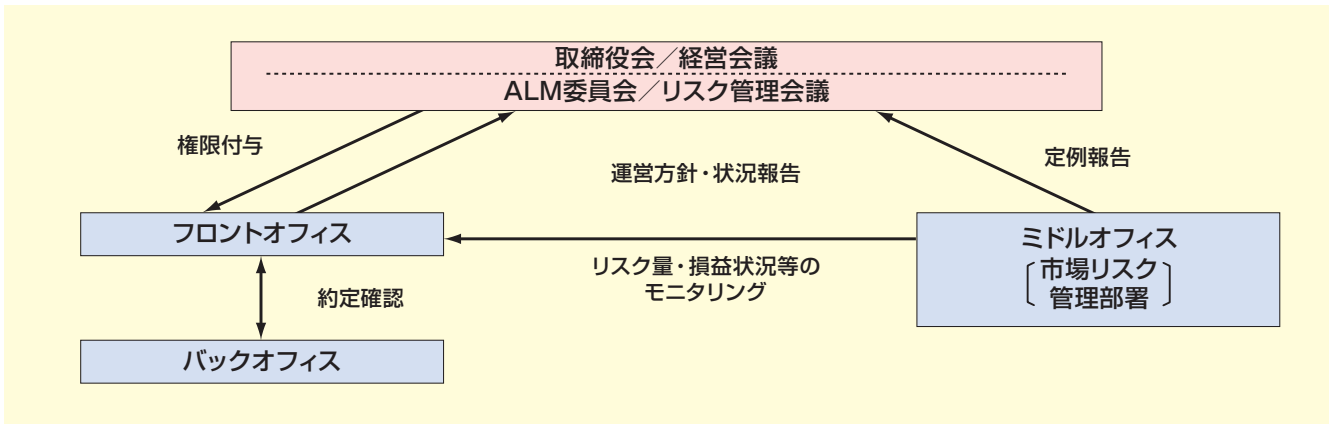 取締役会／経営会議
ALM委員会／リスク管理会議
権限付与
運営方針・状況報告
定例報告
フロントオフィス
ミドルオフィス
市場リスク
管理部署
リスク量・損益状況等の
モニタリング
約定確認
バックオフィス